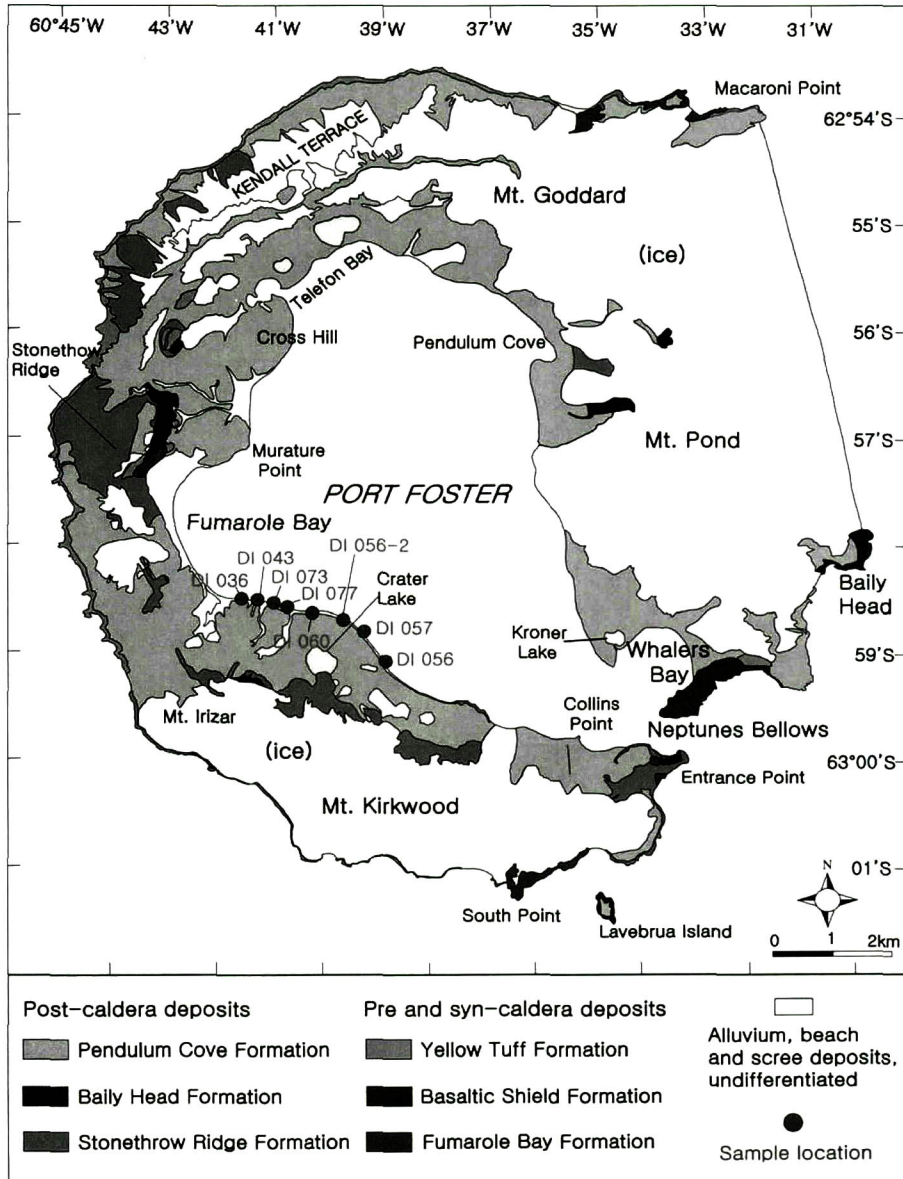 60°45'W 43'W 41'W 39'W 37'W 35'W 33'W 31'W
Macaroni Point
62°54'S
KENDALL TERRACE
Mt. Goddard
55'S
(ice)
Telefon Bay
56'S
Cross Hill
Pendulum Cove
Stonethow
Ridge
Mt. Pond
57'S
Murature
Point
PORT FOSTER
Fumarole Bay
DI 056-2
DI 043
DI 036
DI 073
Crater
Lake
DI 077
Baily
Head
DI 060
DI 057
Kroner
Lake
Whalers
Bay
59'S
DI 056
Mt. Irizar
Collins
Point
Neptunes Bellows
(ice)
63°00'S
Entrance Point
Mt. Kirkwood
01'S
South Point
Lavebrua Island
N
0 1 2km
Post-caldera deposits
Pendulum Cove Formation
Baily Head Formation
Stonethrow Ridge Formation
Pre and syn-caldera deposits
Yellow Tuff Formation
Basaltic Shield Formation
Fumarole Bay Formation
Alluvium, beach
and scree deposits,
undifferentiated
Sample location